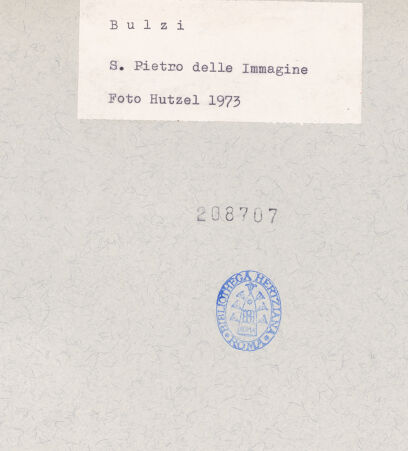 B u l z i
S. Pietro delle Immagine
Foto Hutzel 1973
208707
BIBLIOTHECA HERTZIANA
ROMA